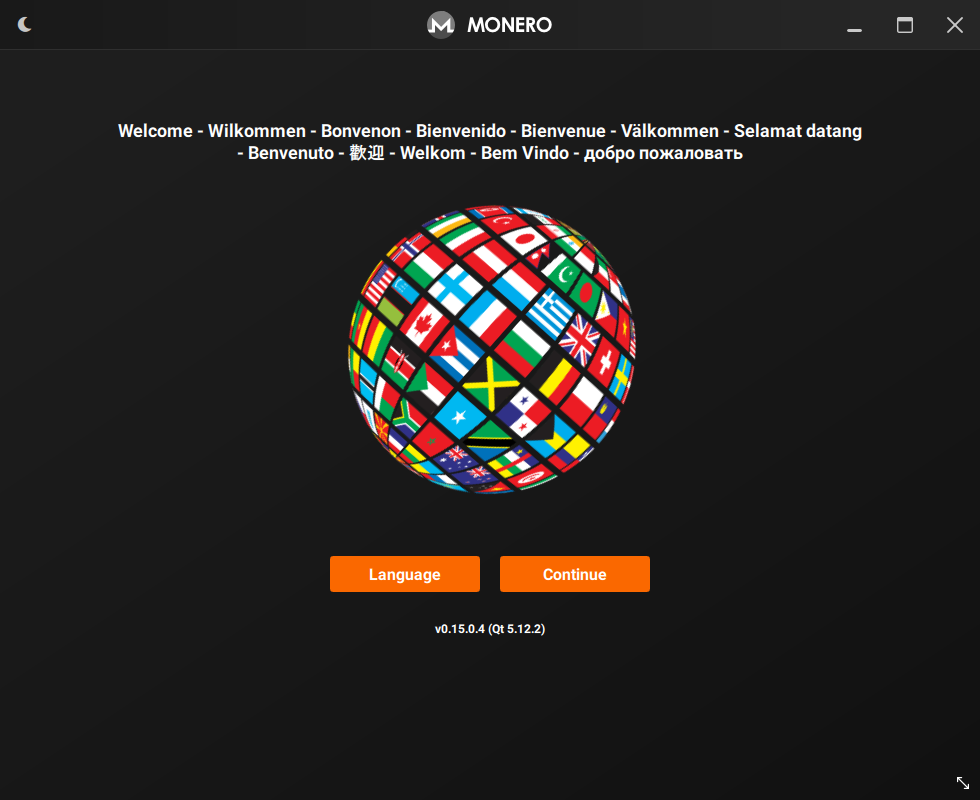 MONERO
Welcome - Wilkommen - Bonvenon - Bienvenido - Bienvenue - Välkommen - Selamat datang
- Benvenuto - 歡迎 - Welkom - Bem Vindo - добро пожаловать
Language
Continue
v0.15.0.4 (Qt 5.12.2)